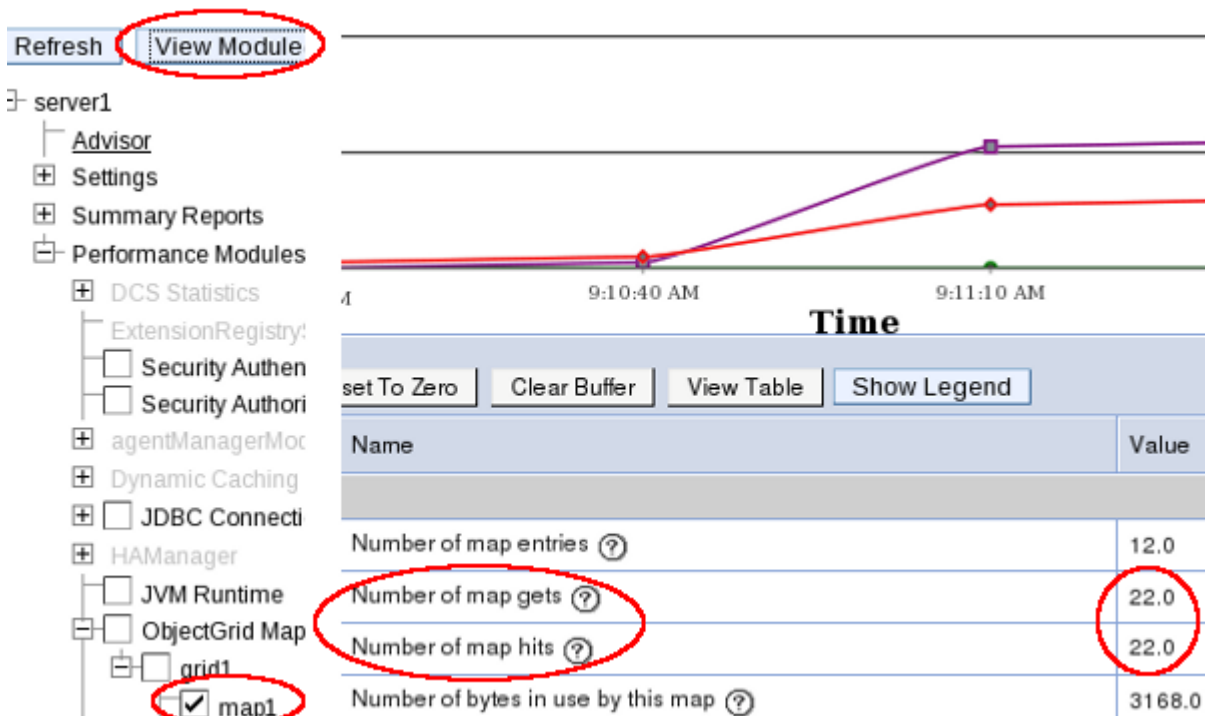 Refresh View Module
server1
Advisor
Settings
Summary Reports
Performance Modules
DCS Statistics
ExtensionRegistryS
Security Authen
Security Authori
agentManagerMod
Dynamic Caching
JDBC Connecti
HAManager
JVM Runtime
ObjectGrid Map
grid1
map1
M 9:10:40 AM 9:11:10 AM
Time
set To Zero Clear Buffer View Table Show Legend
Name Value
Number of map entries ? 12.0
Number of map gets ? 22.0
Number of map hits ? 22.0
Number of bytes in use by this map ? 3168.0